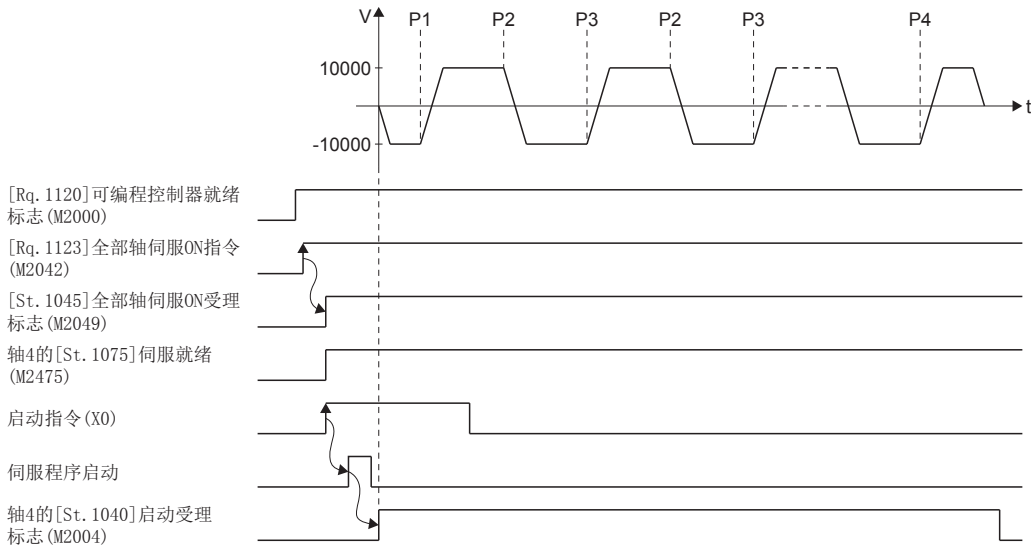 V
P1
P2
P3
P2
P3
P4
10000
t
-10000
[Rq.1120]可编程控制器就绪
标志(M2000)
[Rq.1123]全部轴伺服ON指令
(M2042)
[St.1045]全部轴伺服ON受理
标志(M2049)
轴4的[St.1075]伺服就绪
(M2475)
启动指令(X0)
伺服程序启动
轴4的[St.1040]启动受理
标志(M2004)